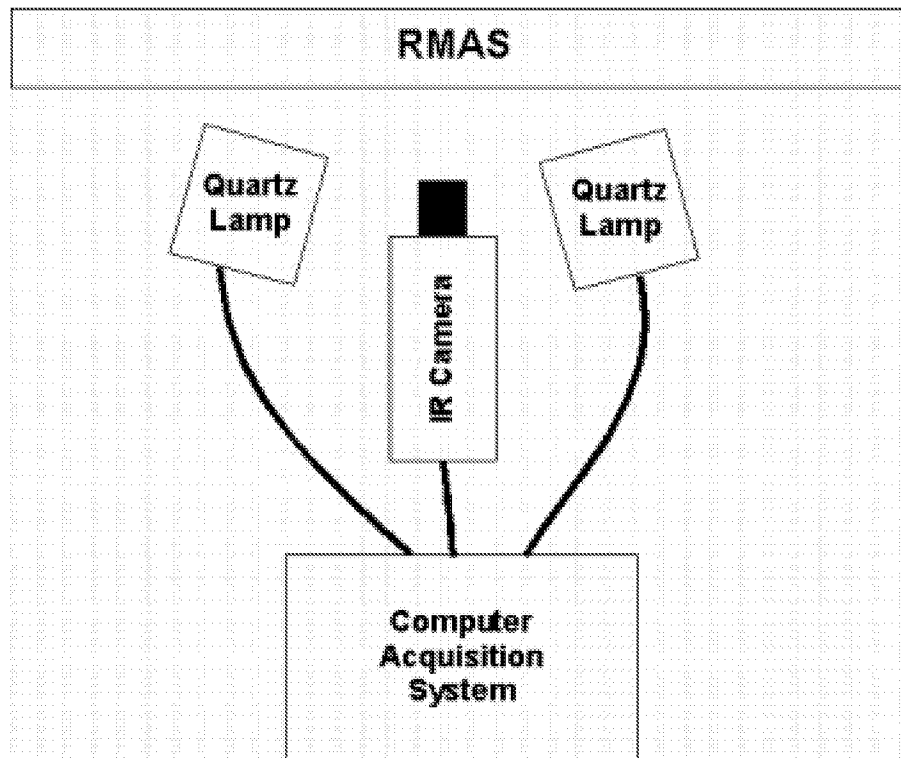 RMAS
Quartz
Lamp
Quartz
Lamp
IR Camera
Computer
Acquisition
System